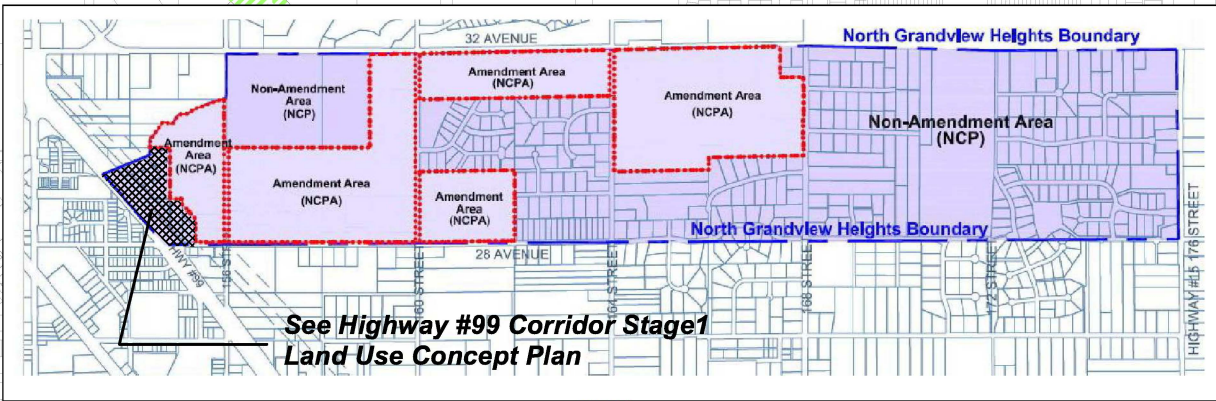 32 AVENUE
North Grandview Heights Boundary
Amendment Area
(NCPA)
Non-Amendment
Area
(NCP)
Amendment Area
(NCPA)
Non-Amendment Area
(NCP)
Amendment
Area
(NCPA)
Amendment Area
(NCPA)
Amendment
Area
(NCPA)
North Grandview Heights Boundary
28 AVENUE
HWY #99
156 ST
60 STREET
164 STREET
168 STREET
172 STREET
HIGHWAY #15 176 STREET
See Highway #99 Corridor Stage1
Land Use Concept Plan